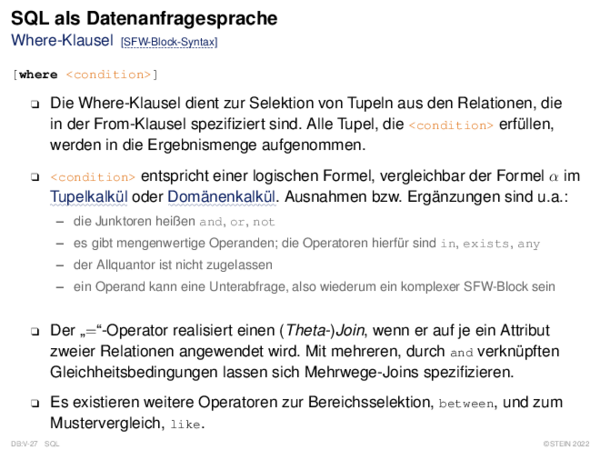 SQL als Datenanfragesprache
Where-Klausel [SFW-Block-Syntax]
[where <condition>]
❑ Die Where-Klausel dient zur Selektion von Tupeln aus den Relationen, die
in der From-Klausel spezifiziert sind. Alle Tupel, die <condition> erfüllen,
werden in die Ergebnismenge aufgenommen.
❑ <condition> entspricht einer logischen Formel, vergleichbar der Formel α im
Tupelkalkül oder Domänenkalkül. Ausnahmen bzw. Ergänzungen sind u.a.:
– die Junktoren heißen and, or, not
– es gibt mengenwertige Operanden; die Operatoren hierfür sind in, exists, any
– der Allquantor ist nicht zugelassen
– ein Operand kann eine Unterabfrage, also wiederum ein komplexer SFW-Block sein
❑ Der „=“-Operator realisiert einen (Theta-)Join, wenn er auf je ein Attribut
zweier Relationen angewendet wird. Mit mehreren, durch and verknüpften
Gleichheitsbedingungen lassen sich Mehrwege-Joins spezifizieren.
❑ Es existieren weitere Operatoren zur Bereichsselektion, between, und zum
Mustervergleich, like.
DB:V-27 SQL ©STEIN 2022